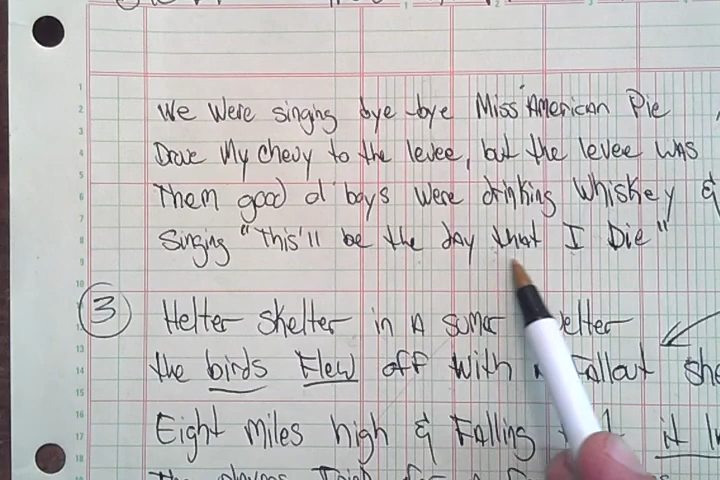 We were singing bye bye Miss American Pie
Drove My chevy to the levee, but the levee was
Them good ol' boys were drinking whiskey &
Singing "This'll be the day that I Die"
③ Helter skelter in A
the birds Flew off with Fallout
Eight miles high & Falling